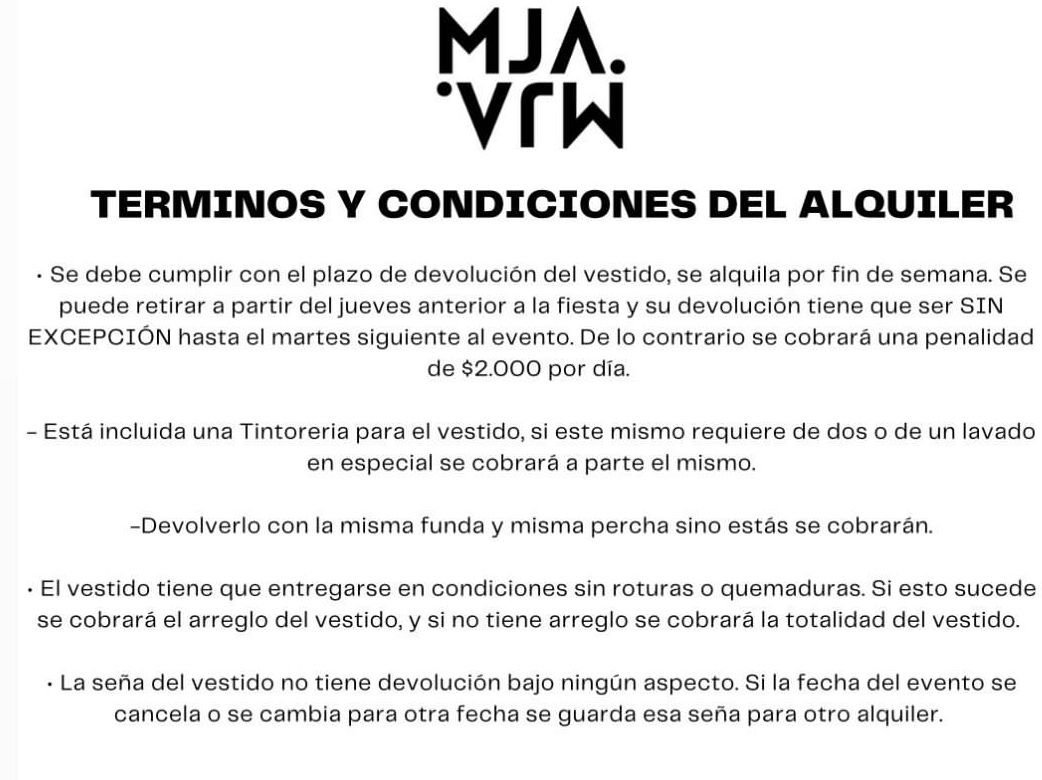 MJA.
MJA.
TERMINOS Y CONDICIONES DEL ALQUILER
• Se debe cumplir con el plazo de devolución del vestido, se alquila por fin de semana. Se
puede retirar a partir del jueves anterior a la fiesta y su devolución tiene que ser SIN
EXCEPCIÓN hasta el martes siguiente al evento. De lo contrario se cobrará una penalidad
de $2.000 por día.
- Está incluida una Tintoreria para el vestido, si este mismo requiere de dos o de un lavado
en especial se cobrará a parte el mismo.
-Devolverlo con la misma funda y misma percha sino estás se cobrarán.
• El vestido tiene que entregarse en condiciones sin roturas o quemaduras. Si esto sucede
se cobrará el arreglo del vestido, y si no tiene arreglo se cobrará la totalidad del vestido.
• La seña del vestido no tiene devolución bajo ningún aspecto. Si la fecha del evento se
cancela o se cambia para otra fecha se guarda esa seña para otro alquiler.